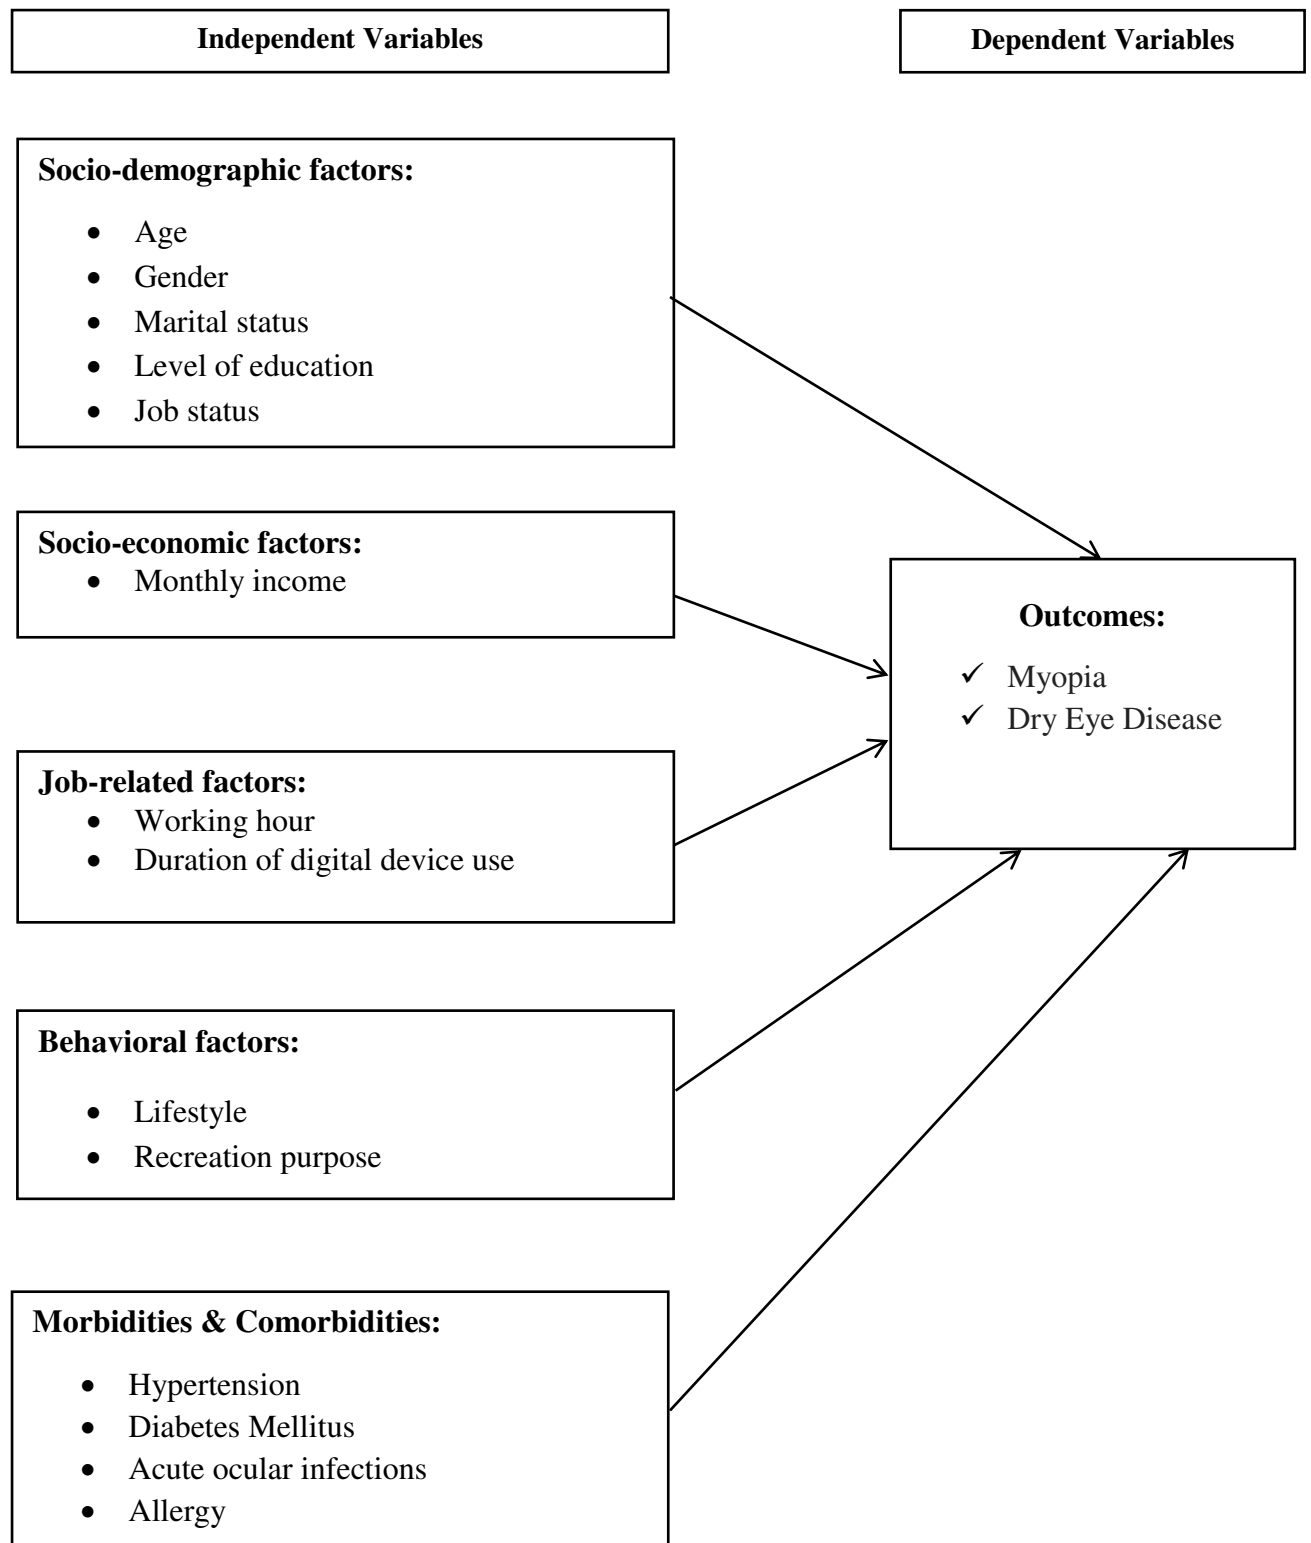 Independent Variables
Dependent Variables
Socio-demographic factors:
• Age
• Gender
• Marital status
• Level of education
• Job status
Socio-economic factors:
• Monthly income
Outcomes:
✓ Myopia
✓ Dry Eye Disease
Job-related factors:
• Working hour
• Duration of digital device use
Behavioral factors:
• Lifestyle
• Recreation purpose
Morbidities & Comorbidities:
• Hypertension
• Diabetes Mellitus
• Acute ocular infections
• Allergy